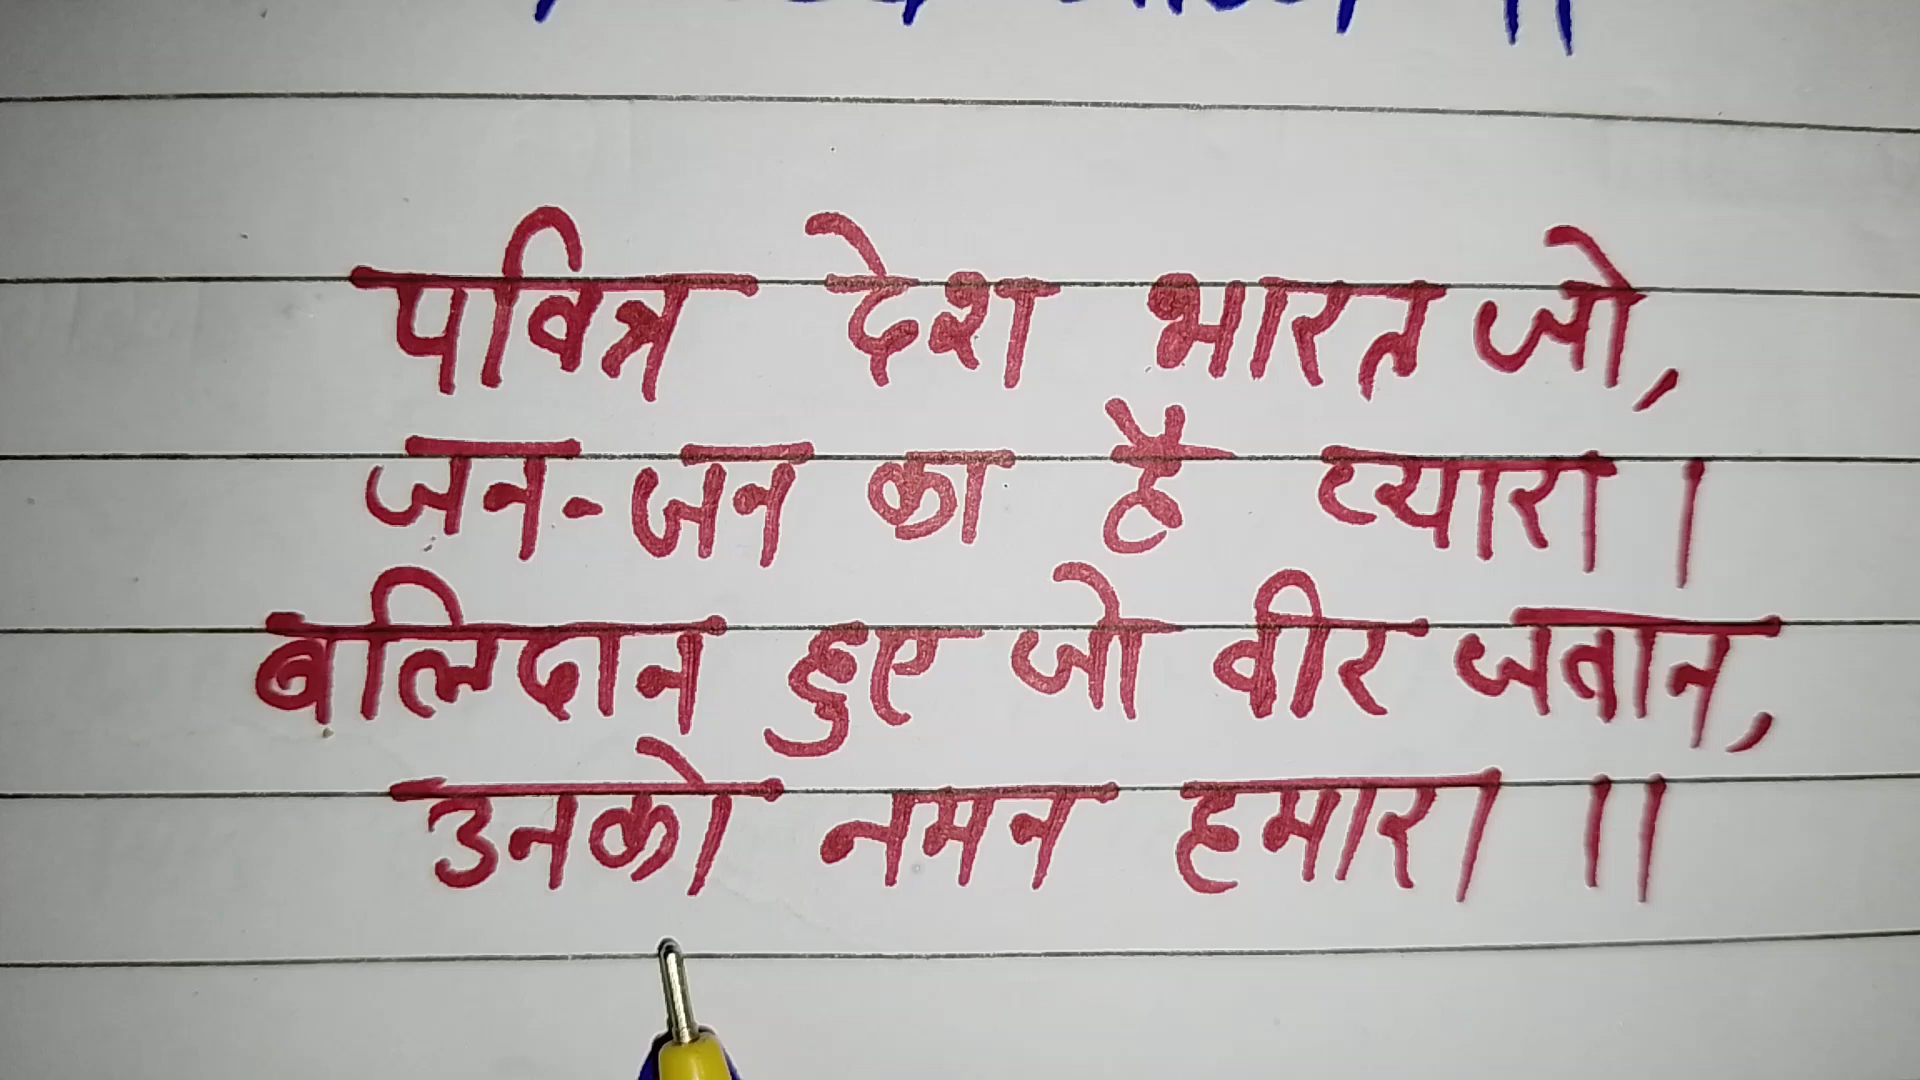 पवित्र देश भारत जो,
जन-जन का है प्यारा ।
बलिदान हुए जो वीर जवान,
उनको नमन हमारा ।।